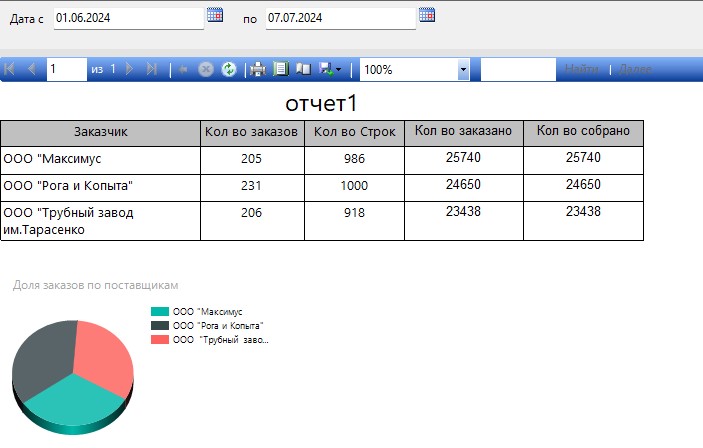 Дата с 01.06.2024 по 07.07.2024
1 из 1 100% Найти | Далее
отчет1
Заказчик Кол во заказов Кол во Строк Кол во заказано Кол во собрано
ООО "Максимус 205 986 25740 25740
ООО "Рога и Копыта" 231 1000 24650 24650
ООО "Трубный завод 206 918 23438 23438
им.Тарасенко
Доля заказов по поставщикам
ООО "Максимус
ООО "Рога и Копыта"
ООО "Трубный заво...